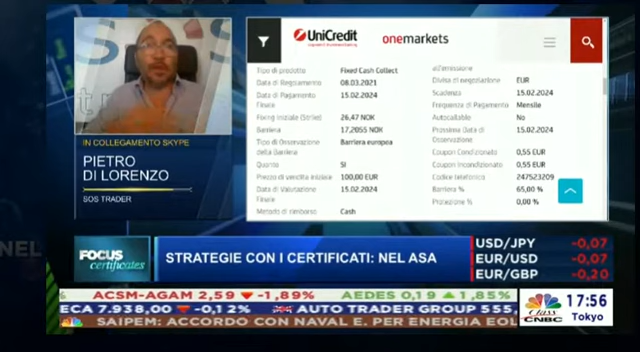 UniCredit
onemarkets
IN COLLEGAMENTO SKYPE
PIETRO
DI LORENZO
SOS TRADER
Tipo di prodotto Fixed Cash Collect
Data di Regolamento 08.03.2021
Data di Pagamento Finale 15.02.2024
Fixing Iniziale (Strike) 26,47 NOK
Barriera 17,2055 NOK
Tipo di Osservazione della Barriera Barriera europea
Quanto SI
Prezzo di vendita iniziale 100,00 EUR
Data di Valutazione Finale 15.02.2024
Metodo di rimborso Cash
all'emissione
Divisa di negoziazione EUR
Scadenza 15.02.2024
Frequenza di Pagamento Mensile
Autocallable No
Prossima Data di Osservazione 15.02.2024
Coupon Condizionato 0,55 EUR
Coupon Incondizionato 0,55 EUR
Codice telefonico 247523209
Barriera % 65,00 %
Protezione % 0,00 %
NEL
FOCUS
certificates
STRATEGIE CON I CERTIFICATI: NEL ASA
USD/JPY -0,07
EUR/USD -0,07
EUR/GBP -0,20
ACSM-AGAM 2,59 -1,89% AEDES 0,19 1,85%
ECA 7.938,00 -0,12% AUTO TRADER GROUP 555,
SAIPEM: ACCORDO CON NAVAL E. PER ENERGIA EOL
Class
CNBC
17:56
Tokyo